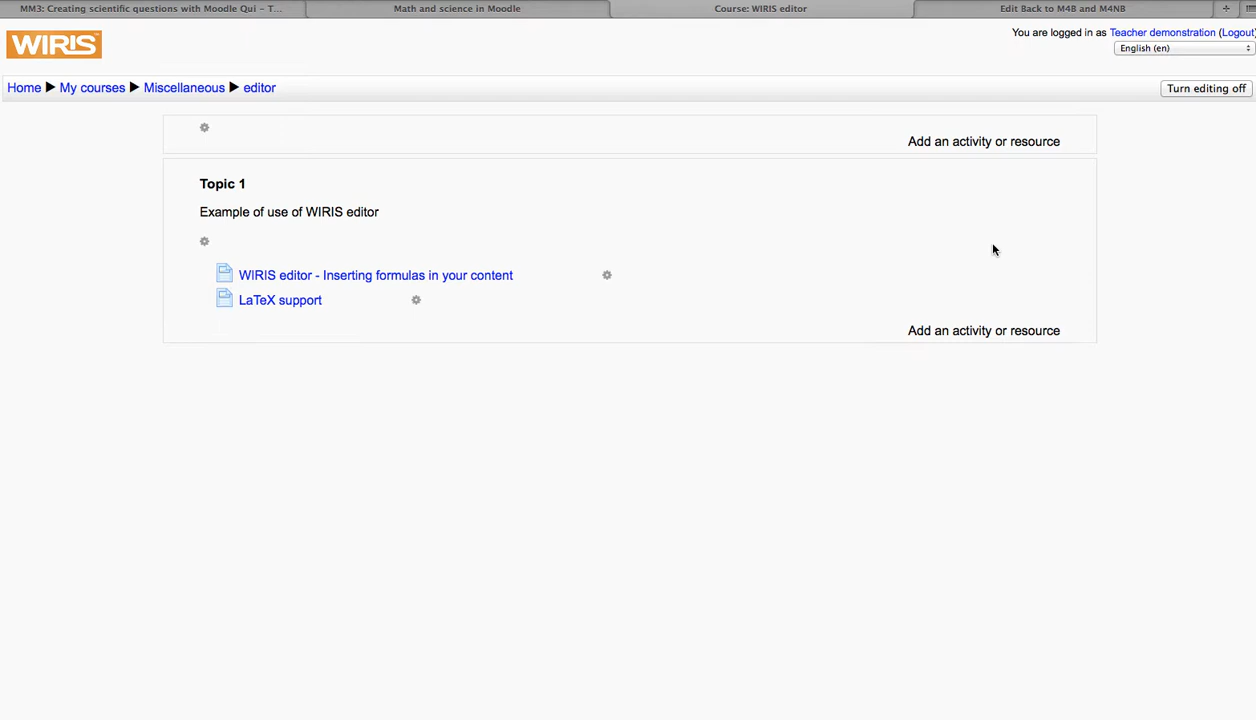 MM3: Creating scientific questions with Moodle Qui – T...
Math and science in Moodle
Course: WIRIS editor
Edit Back to M4B and M4NB
+
You are logged in as Teacher demonstration (Logout
WIRIS
English (en)
Home ▶ My courses ▶ Miscellaneous ▶ editor
Turn editing off
Add an activity or resource
Topic 1
Example of use of WIRIS editor
WIRIS editor - Inserting formulas in your content
LaTeX support
Add an activity or resource